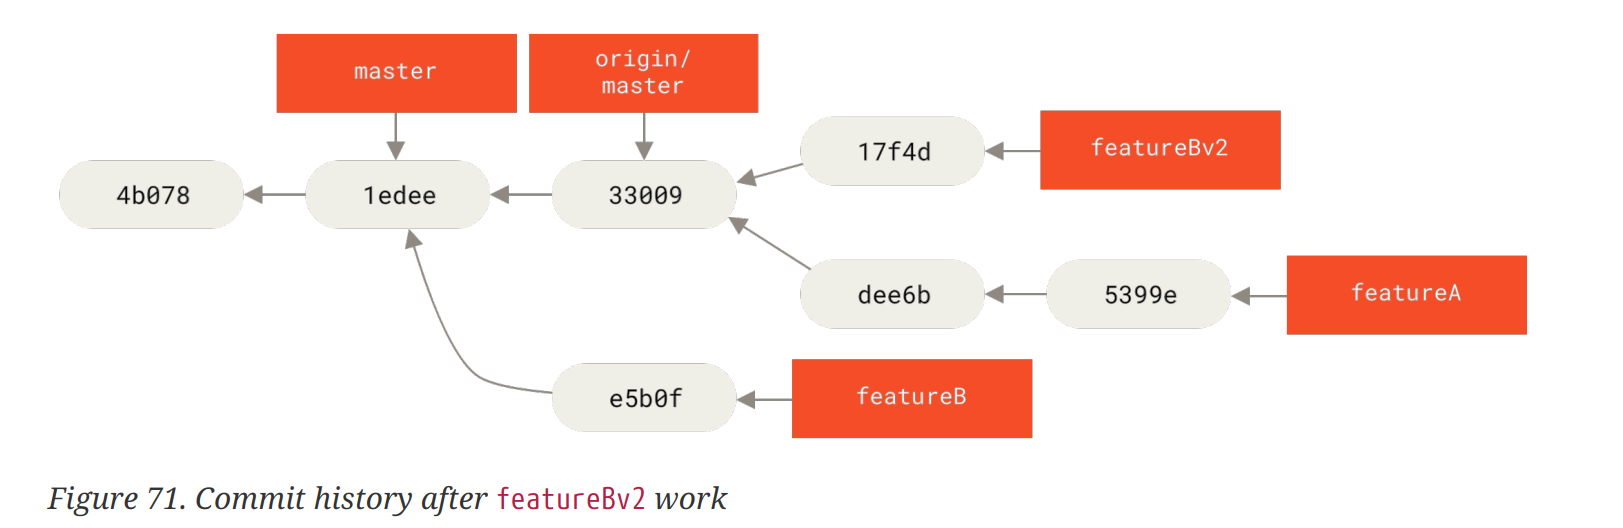 master
origin/
master
17f4d
featureBv2
4b078
1edee
33009
dee6b
5399e
featureA
e5b0f
featureB
Figure 71. Commit history after featureBv2 work